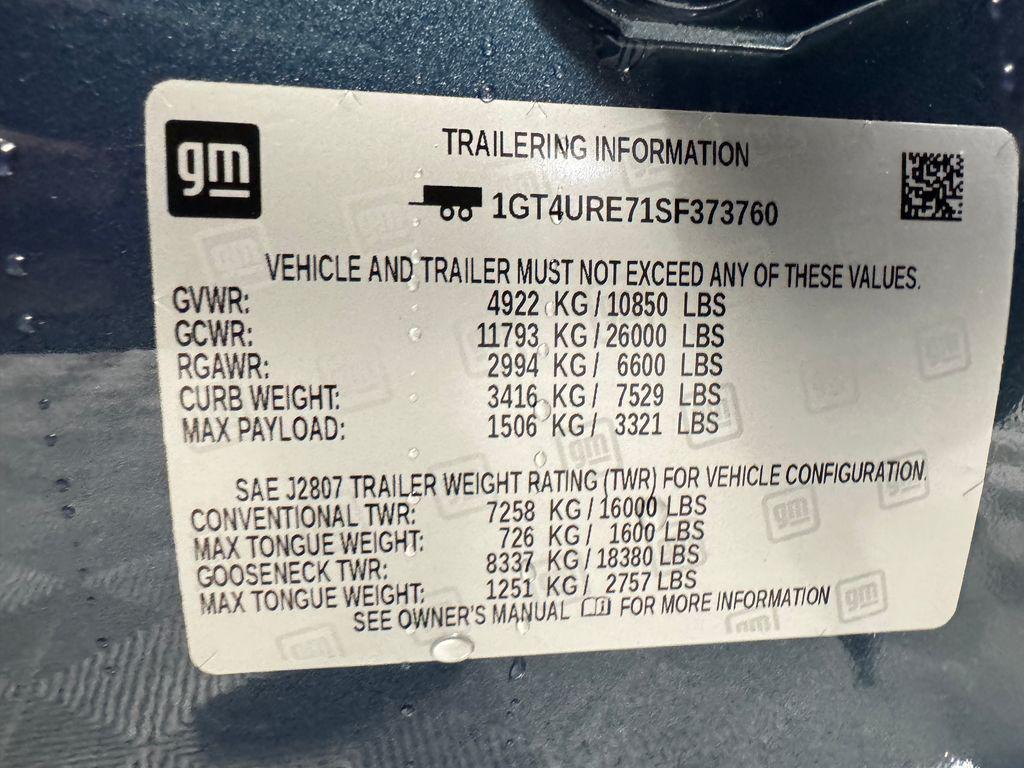 gm
TRAILERING INFORMATION
1GT4URE71SF373760
VEHICLE AND TRAILER MUST NOT EXCEED ANY OF THESE VALUES.
GVWR: 4922 KG/10850 LBS
GCWR: 11793 KG/26000 LBS
RGAWR: 2994 KG/ 6600 LBS
CURB WEIGHT: 3416 KG/ 7529 LBS
MAX PAYLOAD: 1506 KG/ 3321 LBS
SAE J2807 TRAILER WEIGHT RATING (TWR) FOR VEHICLE CONFIGURATION.
CONVENTIONAL TWR: 7258 KG/16000 LBS
MAX TONGUE WEIGHT: 726 KG/ 1600 LBS
GOOSENECK TWR: 8337 KG/18380 LBS
MAX TONGUE WEIGHT: 1251 KG/ 2757 LBS
SEE OWNER'S MANUAL FOR MORE INFORMATION